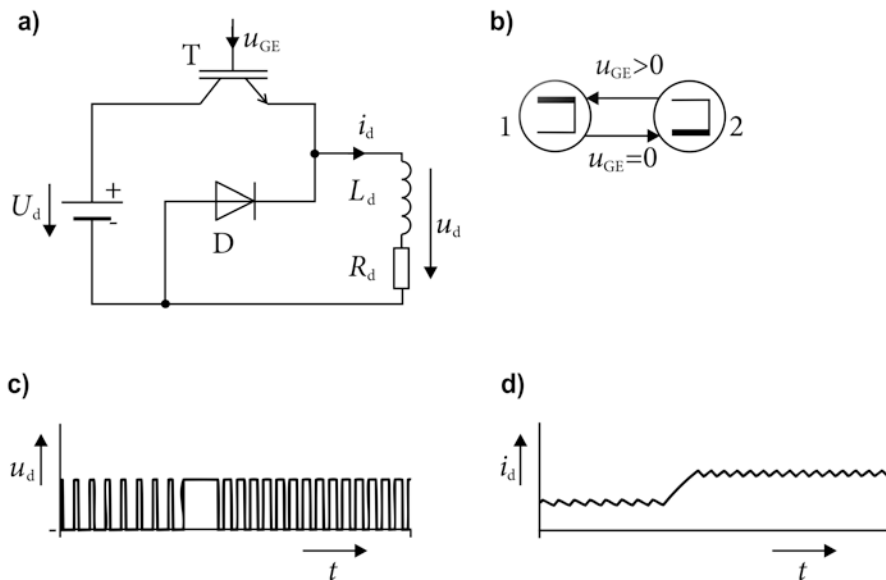 a)
T
u_GE
i_d
U_d
+
-
D
L_d
R_d
u_d
b)
u_GE>0
1
2
u_GE=0
c)
u_d
t
d)
i_d
t